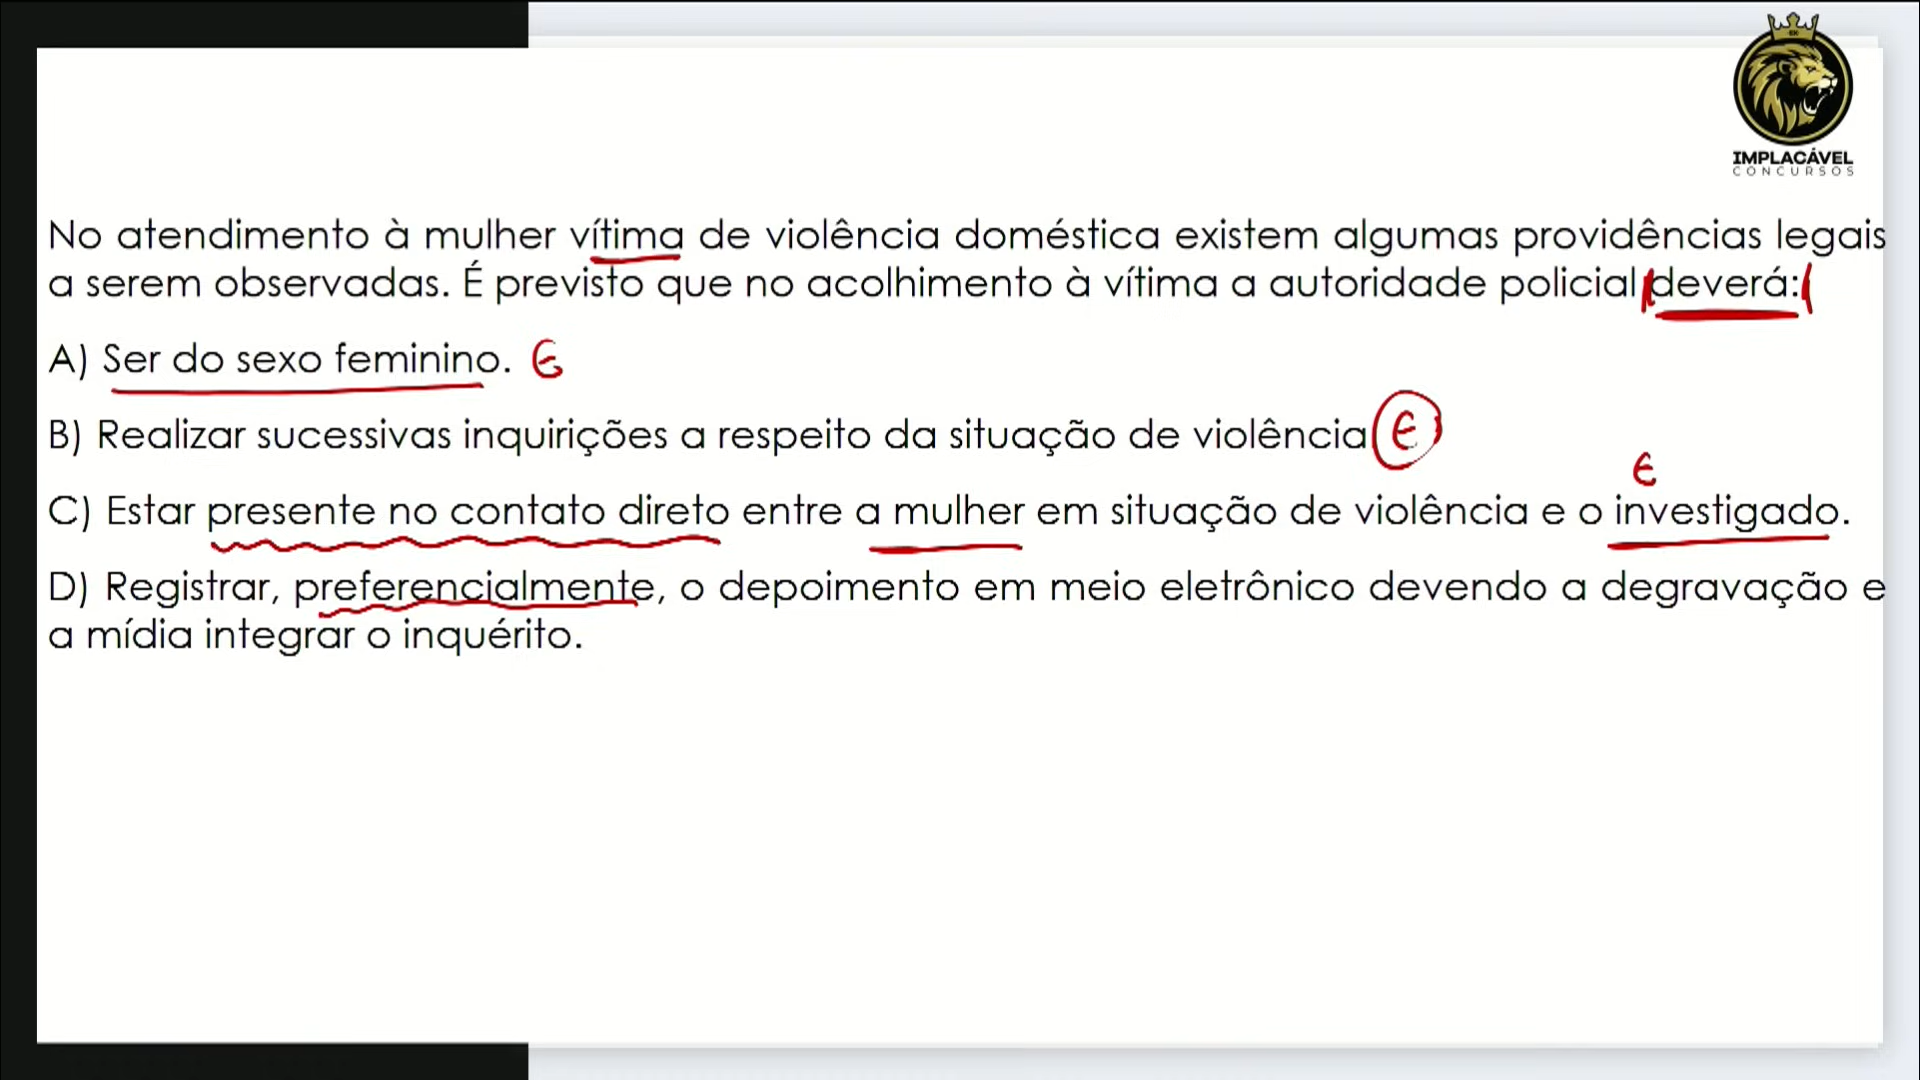 IMPLACÁVEL
CONCURSOS
No atendimento à mulher vítima de violência doméstica existem algumas providências legais
a serem observadas. É previsto que no acolhimento à vítima a autoridade policial deverá:
A) Ser do sexo feminino. E
B) Realizar sucessivas inquirições a respeito da situação de violência E
E
C) Estar presente no contato direto entre a mulher em situação de violência e o investigado.
D) Registrar, preferencialmente, o depoimento em meio eletrônico devendo a degravação e
a mídia integrar o inquérito.